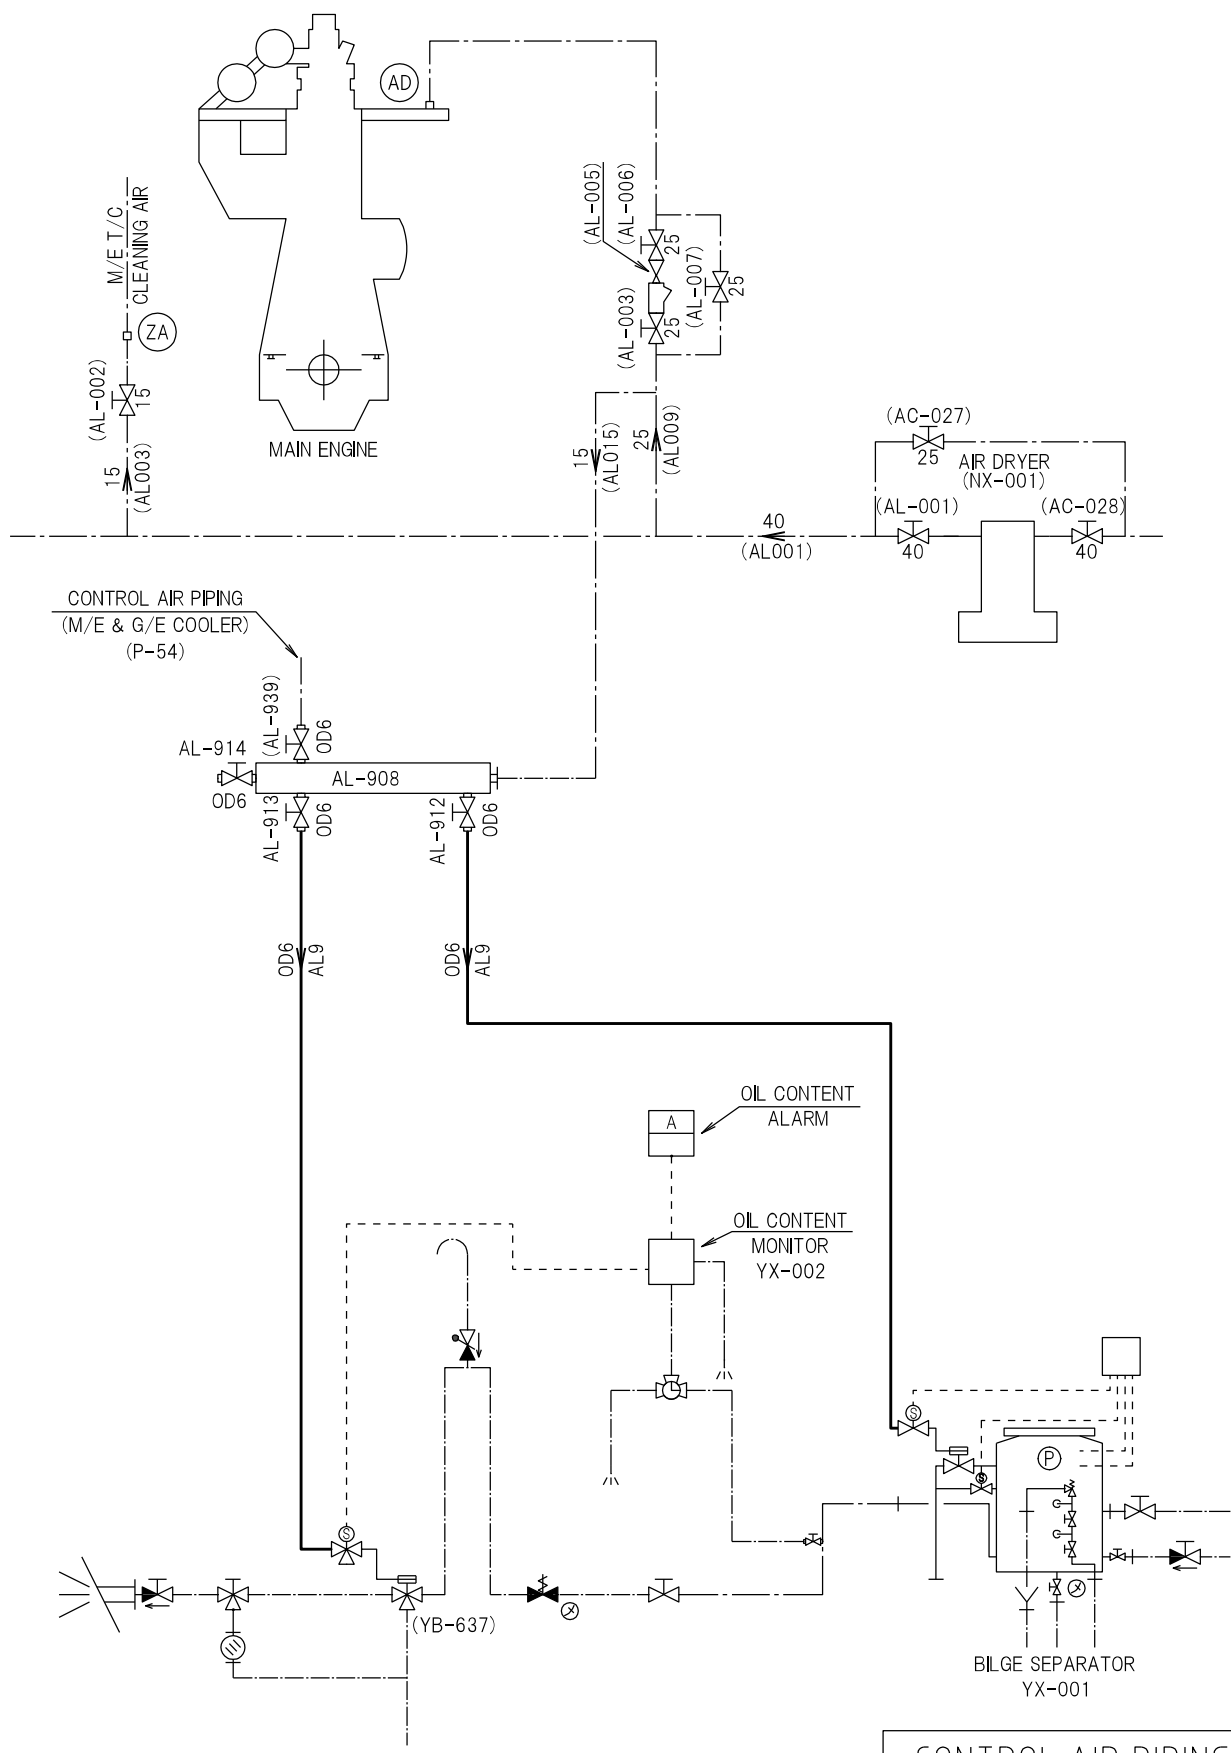 AD
M/E T/C
CLEANING AIR
ZA
(AL-002)
15
15
(AL003)
MAIN ENGINE
(AL-005)
(AL-006)
25
(AL-007)
25
(AL-003)
25
15
(AL015)
25
(AL009)
(AC-027)
25
AIR DRYER
(NX-001)
(AL-001)
40
(AC-028)
40
40
(AL001)
CONTROL AIR PIPING
(M/E & G/E COOLER)
(P-54)
(AL-939)
OD6
AL-914
OD6
AL-908
AL-913
OD6
AL-912
OD6
OD6
AL9
OD6
AL9
A
OIL CONTENT
ALARM
OIL CONTENT
MONITOR
YX-002
S
S
S
P
(YB-637)
BILGE SEPARATOR
YX-001
CONTROL AIR PIPING